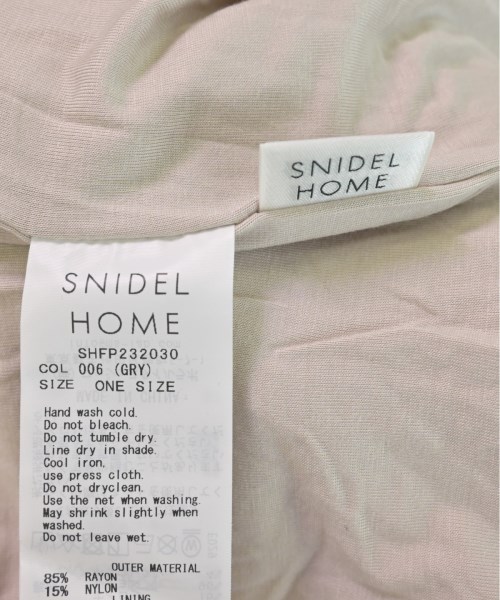 SNIDEL
HOME
SNIDEL
HOME
SHFP232030
COL 006 (GRY)
SIZE ONE SIZE
Hand wash cold.
Do not bleach.
Do not tumble dry.
Line dry in shade.
Cool iron.
use press cloth.
Do not dryclean.
Use the net when washing.
May shrink slightly when
washed.
Do not leave wet.
OUTER MATERIAL
85% RAYON
15% NYLON
LINING